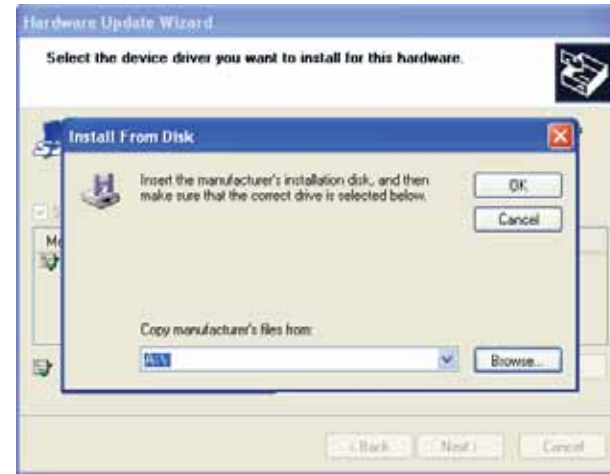 Hardware Update Wizard
Select the device driver you want to install for this hardware.
Install From Disk
Insert the manufacturer's installation disk, and then
make sure that the correct drive is selected below.
OK
Cancel
Copy manufacturer's files from:
Browse...
< Back
Next >
Cancel